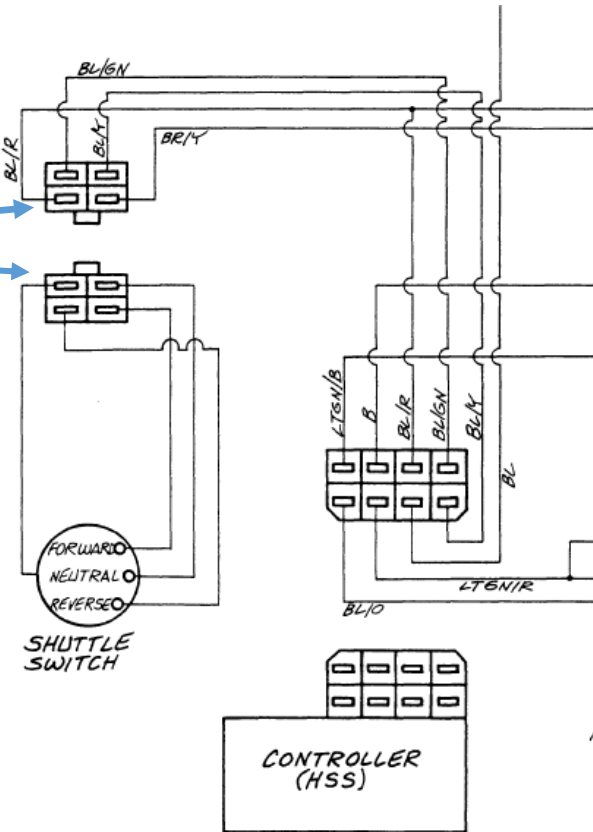 BL/GN
BL/R
BL/Y
BR/Y
LTGN/B
B
BL/R
BL/GN
BL/Y
BL
LTGN/R
BL/O
FORWARD
NEUTRAL
REVERSE
SHUTTLE
SWITCH
CONTROLLER
(HSS)